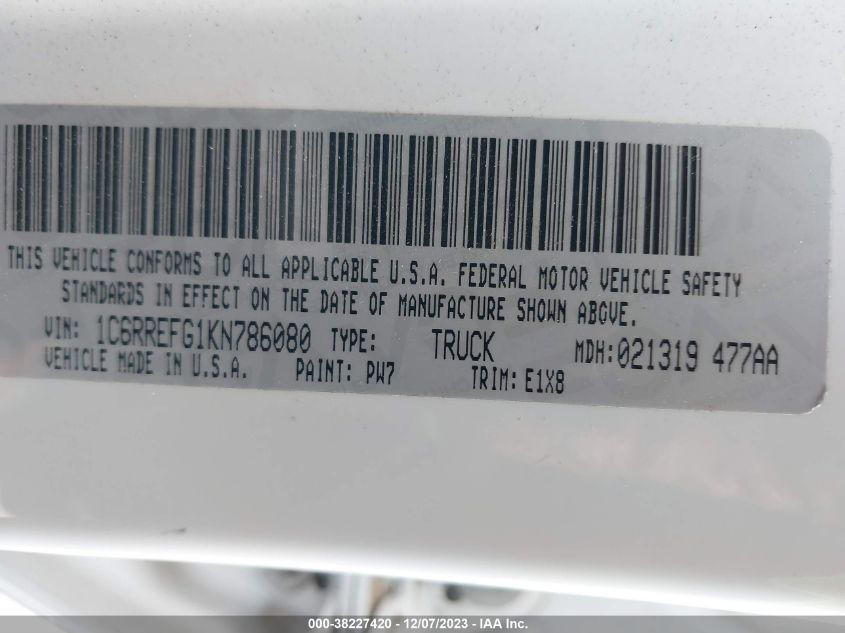 THIS VEHICLE CONFORMS TO ALL APPLICABLE U.S.A. FEDERAL MOTOR VEHICLE SAFETY
STANDARDS IN EFFECT ON THE DATE OF MANUFACTURE SHOWN ABOVE.
VIN: 1C6RREFG1KN786080 TYPE: TRUCK MDH:021319 477AA
VEHICLE MADE IN U.S.A. PAINT: PW7 TRIM: E1X8
000-38227420 - 12/07/2023 - IAA Inc.